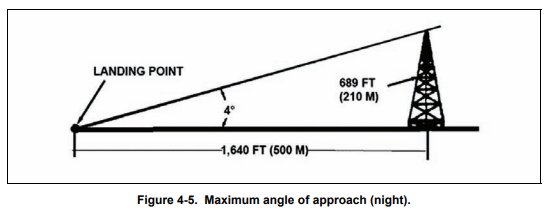 LANDING POINT
689 FT
(210 M)
4°
1,640 FT (500 M)
Figure 4-5. Maximum angle of approach (night).